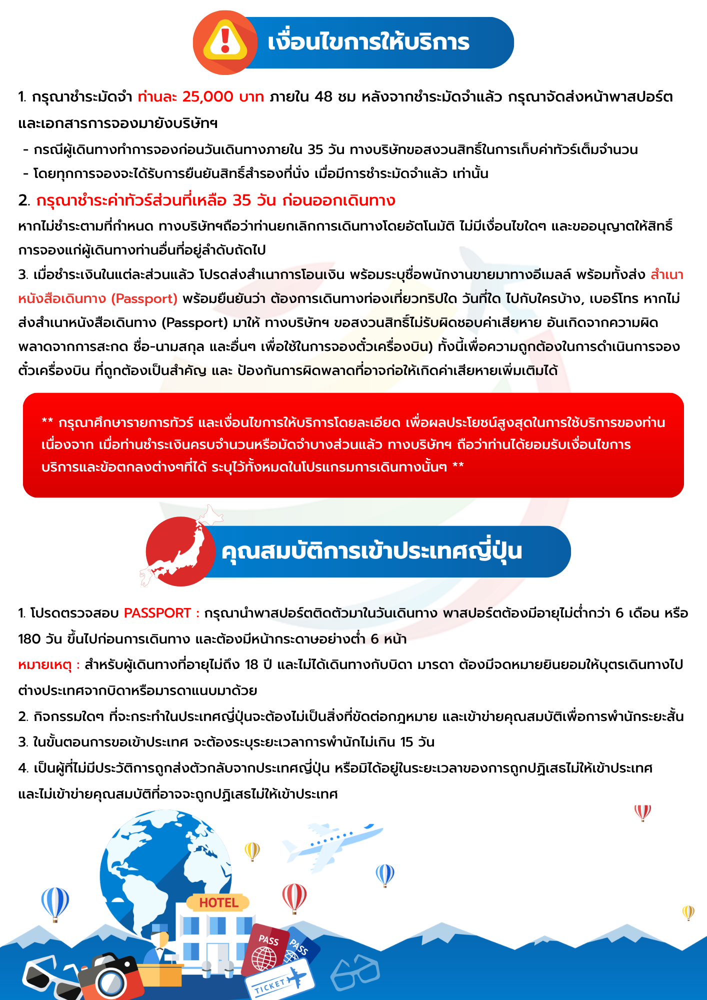 เงื่อนไขการให้บริการ
1. กรุณาชำระมัดจำ ท่านละ 25,000 บาท ภายใน 48 ชม หลังจากชำระมัดจำแล้ว กรุณาจัดส่งหน้าพาสปอร์ต
และเอกสารการจองมายังบริษัทฯ
- กรณีผู้เดินทางทำการจองก่อนวันเดินทางภายใน 35 วัน ทางบริษัทขอสงวนสิทธิ์ในการเก็บค่าทัวร์เต็มจำนวน
- โดยทุกการจองจะได้รับการยืนยันสิทธิ์สำรองที่นั่ง เมื่อมีการชำระมัดจำแล้ว เท่านั้น
2. กรุณาชำระค่าทัวร์ส่วนที่เหลือ 35 วัน ก่อนออกเดินทาง
หากไม่ชำระตามที่กำหนด ทางบริษัทฯถือว่าท่านยกเลิกการเดินทางโดยอัตโนมัติ ไม่มีเงื่อนไขใดๆ และขออนุญาตให้สิทธิ์
การจองแก่ผู้เดินทางท่านอื่นที่อยู่ลำดับถัดไป
3. เมื่อชำระเงินในแต่ละส่วนแล้ว โปรดส่งสำเนาการโอนเงิน พร้อมระบุชื่อพนักงานขายมาทางอีเมลล์ พร้อมทั้งส่ง สำเนา
หนังสือเดินทาง (Passport) พร้อมยืนยันว่า ต้องการเดินทางท่องเที่ยวทริปใด วันที่ใด ไปกับใครบ้าง, เบอร์โทร หากไม่
ส่งสำเนาหนังสือเดินทาง (Passport) มาให้ ทางบริษัทฯ ขอสงวนสิทธิ์ไม่รับผิดชอบค่าเสียหาย อันเกิดจากความผิด
พลาดจากการสะกด ชื่อ-นามสกุล และอื่นๆ เพื่อใช้ในการจองตั๋วเครื่องบิน) ทั้งนี้เพื่อความถูกต้องในการดำเนินการจอง
ตั๋วเครื่องบิน ที่ถูกต้องเป็นสำคัญ และ ป้องกันการผิดพลาดที่อาจก่อให้เกิดค่าเสียหายเพิ่มเติมได้
** กรุณาศึกษารายการทัวร์ และเงื่อนไขการให้บริการโดยละเอียด เพื่อผลประโยชน์สูงสุดในการใช้บริการของท่าน
เนื่องจาก เมื่อท่านชำระเงินครบจำนวนหรือมัดจำบางส่วนแล้ว ทางบริษัทฯ ถือว่าท่านได้ยอมรับเงื่อนไขการ
บริการและข้อตกลงต่างๆที่ได้ ระบุไว้ทั้งหมดในโปรแกรมการเดินทางนั้นๆ **
คุณสมบัติการเข้าประเทศญี่ปุ่น
1. โปรดตรวจสอบ PASSPORT : กรุณานำพาสปอร์ตติดตัวมาในวันเดินทาง พาสปอร์ตต้องมีอายุไม่ต่ำกว่า 6 เดือน หรือ
180 วัน ขึ้นไปก่อนการเดินทาง และต้องมีหน้ากระดาษอย่างต่ำ 6 หน้า
หมายเหตุ : สำหรับผู้เดินทางที่อายุไม่ถึง 18 ปี และไม่ได้เดินทางกับบิดา มารดา ต้องมีจดหมายยินยอมให้บุตรเดินทางไป
ต่างประเทศจากบิดาหรือมารดาแนบมาด้วย
2. กิจกรรมใดๆ ที่จะกระทำในประเทศญี่ปุ่นจะต้องไม่เป็นสิ่งที่ขัดต่อกฎหมาย และเข้าข่ายคุณสมบัติเพื่อการพำนักระยะสั้น
3. ในขั้นตอนการขอเข้าประเทศ จะต้องระบุระยะเวลาการพำนักไม่เกิน 15 วัน
4. เป็นผู้ที่ไม่มีประวัติการถูกส่งตัวกลับจากประเทศญี่ปุ่น หรือมิได้อยู่ในระยะเวลาของการถูกปฏิเสธไม่ให้เข้าประเทศ
และไม่เข้าข่ายคุณสมบัติที่อาจจะถูกปฏิเสธไม่ให้เข้าประเทศ
HOTEL
PASS
PASS
TICKET